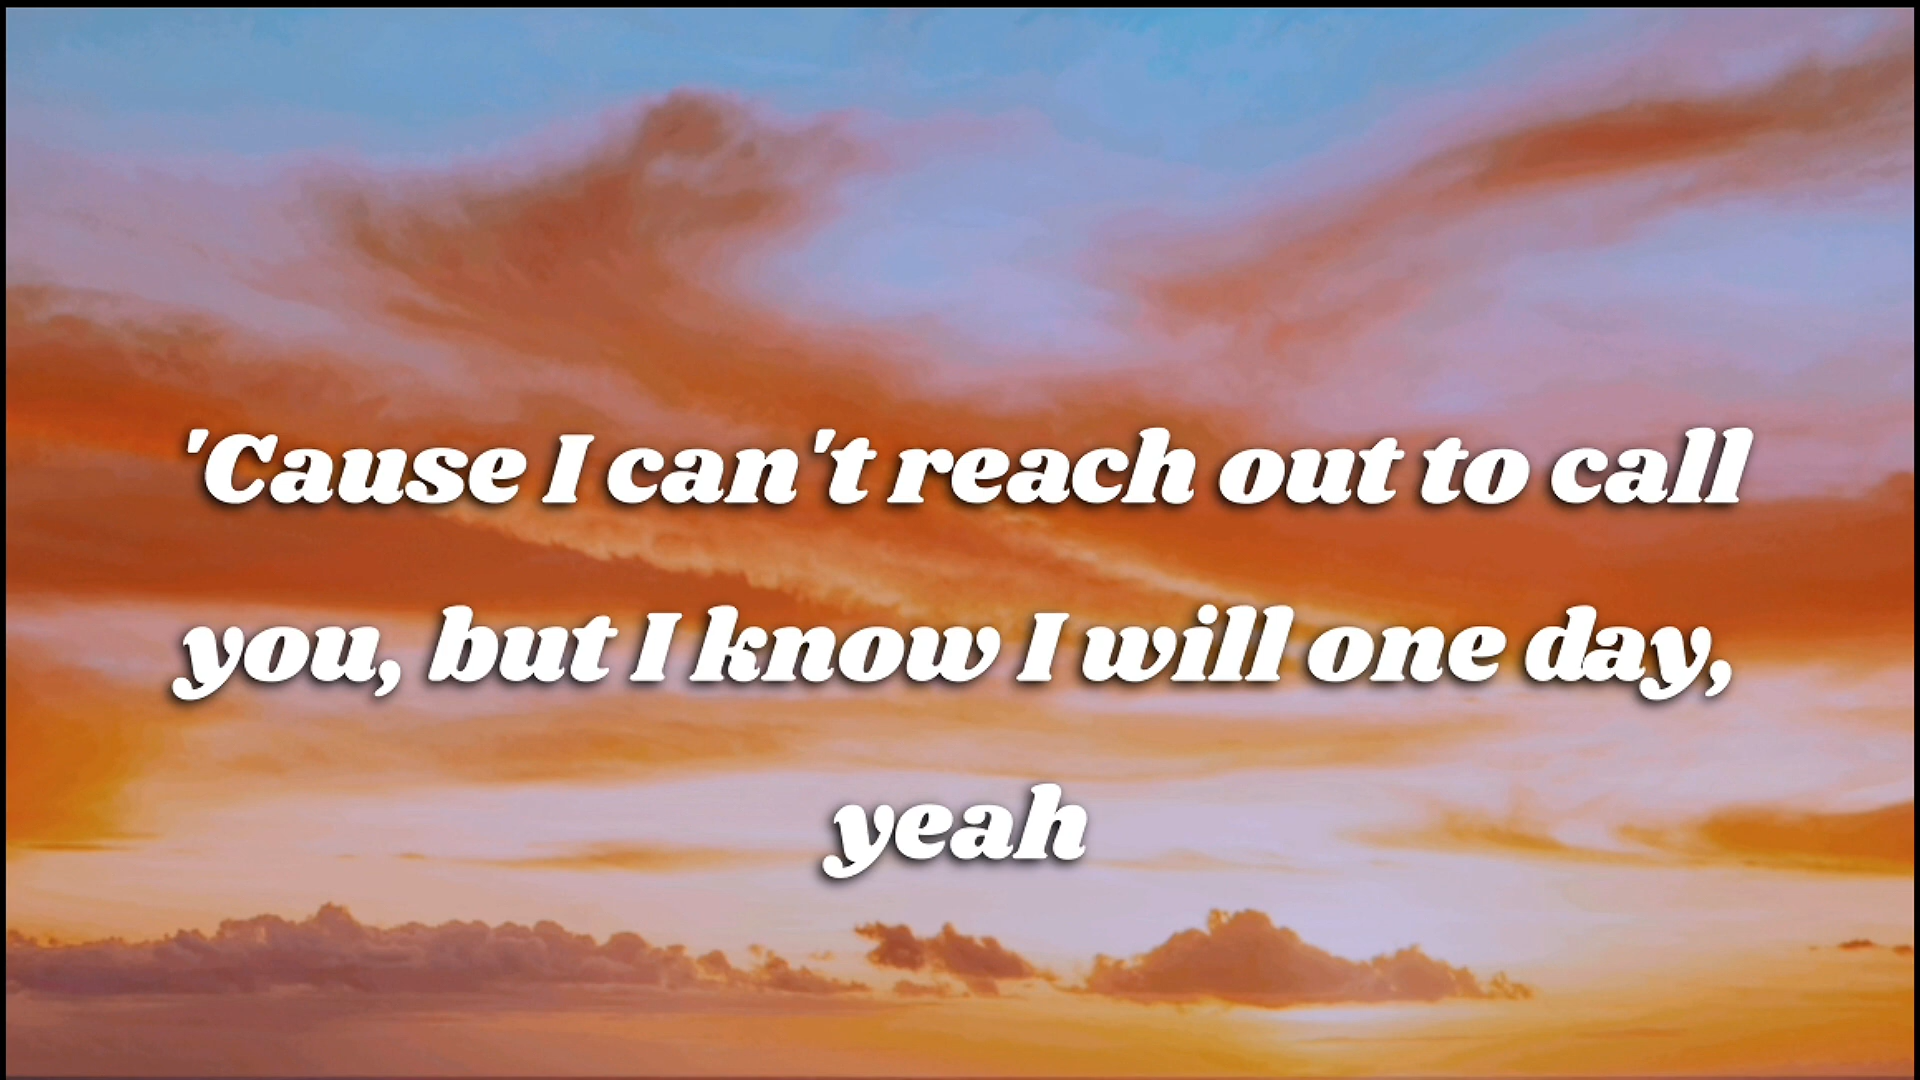 'Cause I can't reach out to call
you, but I know I will one day,
yeah